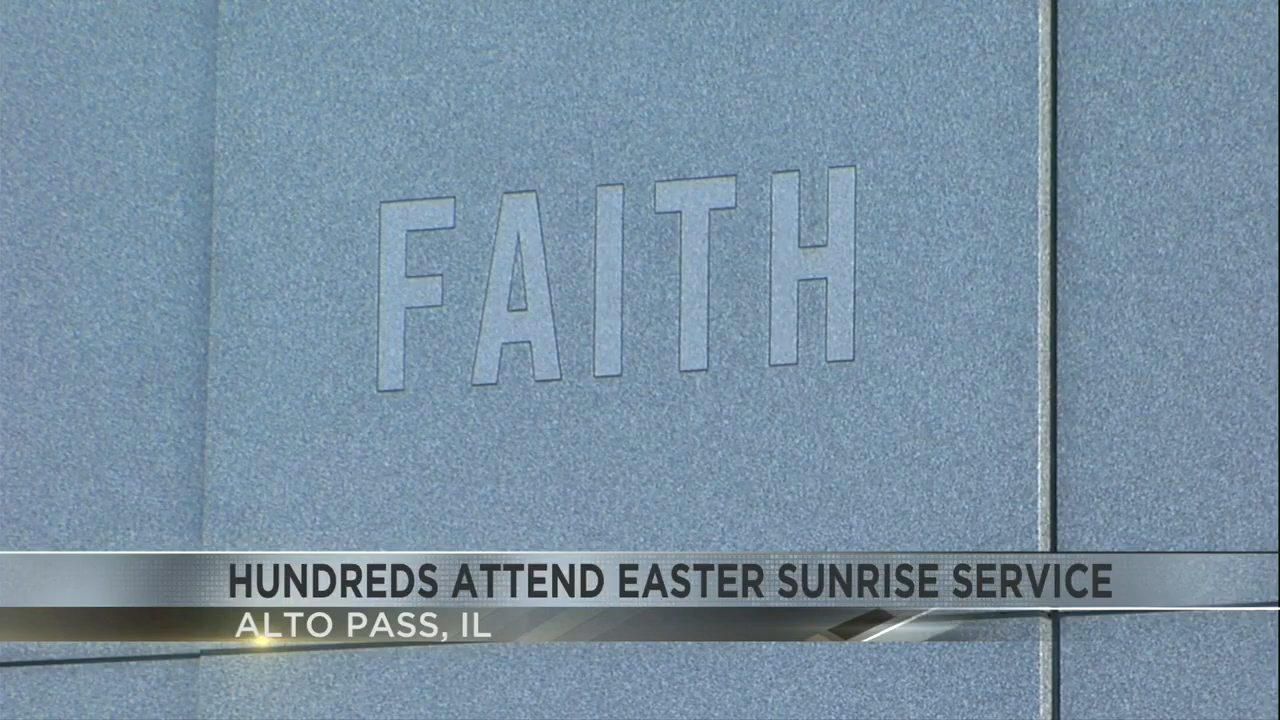 FAITH
HUNDREDS ATTEND EASTER SUNRISE SERVICE
ALTO PASS, IL